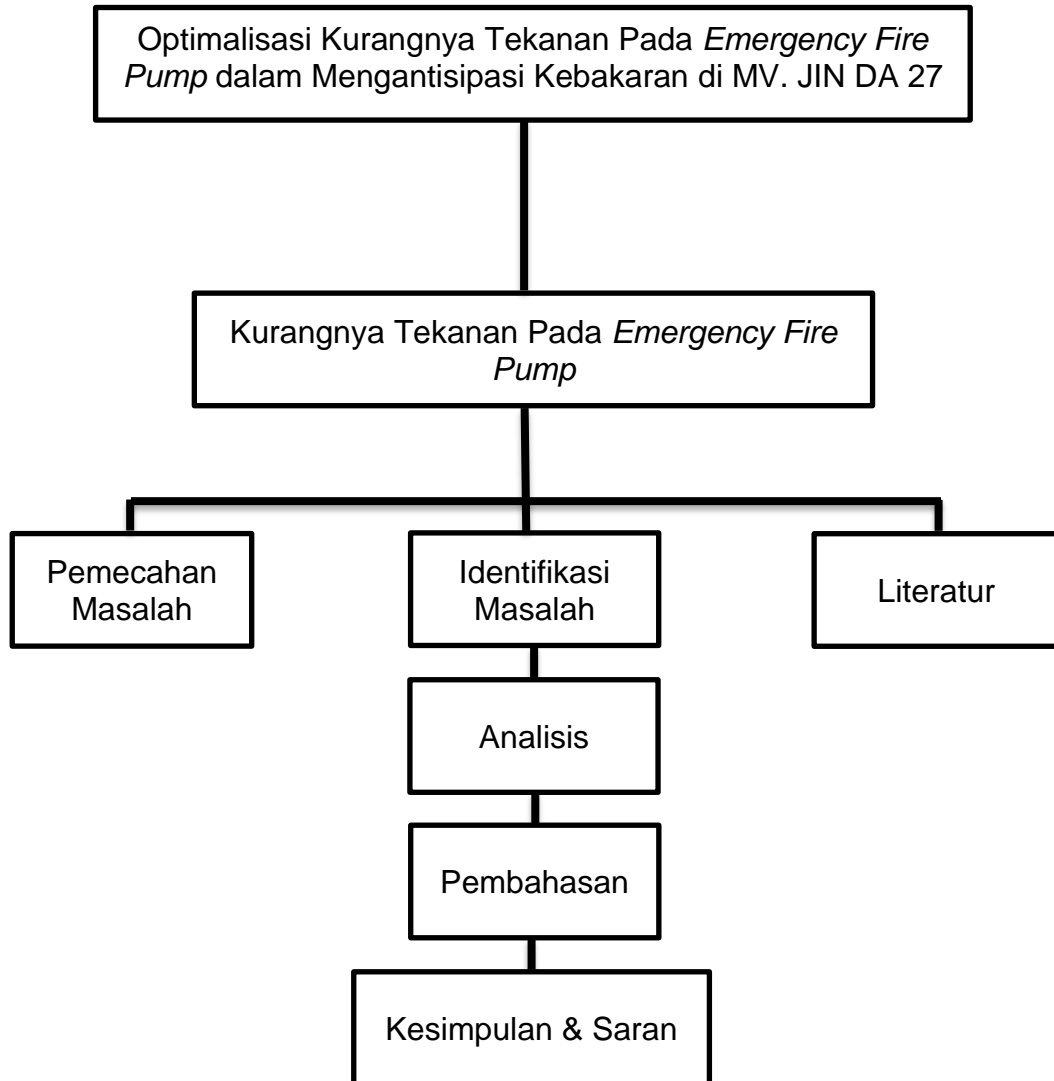 Optimalisasi Kurangnya Tekanan Pada Emergency Fire
Pump dalam Mengantisipasi Kebakaran di MV. JIN DA 27
Kurangnya Tekanan Pada Emergency Fire
Pump
Pemecahan
Masalah
Identifikasi
Masalah
Literatur
Analisis
Pembahasan
Kesimpulan & Saran